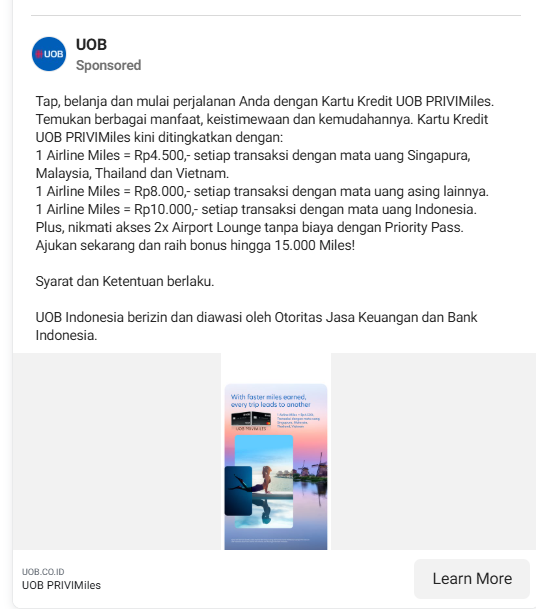 UOB
UOB
Sponsored
Tap, belanja dan mulai perjalanan Anda dengan Kartu Kredit UOB PRIVIMiles.
Temukan berbagai manfaat, keistimewaan dan kemudahannya. Kartu Kredit
UOB PRIVIMiles kini ditingkatkan dengan:
1 Airline Miles = Rp4.500,- setiap transaksi dengan mata uang Singapura,
Malaysia, Thailand dan Vietnam.
1 Airline Miles = Rp8.000,- setiap transaksi dengan mata uang asing lainnya.
1 Airline Miles = Rp10.000,- setiap transaksi dengan mata uang Indonesia.
Plus, nikmati akses 2x Airport Lounge tanpa biaya dengan Priority Pass.
Ajukan sekarang dan raih bonus hingga 15.000 Miles!
Syarat dan Ketentuan berlaku.
UOB Indonesia berizin dan diawasi oleh Otoritas Jasa Keuangan dan Bank
Indonesia.
With faster miles earned,
every trip leads to another
UOB PRIVIMILES
UOB.CO.ID
UOB PRIVIMiles
Learn More